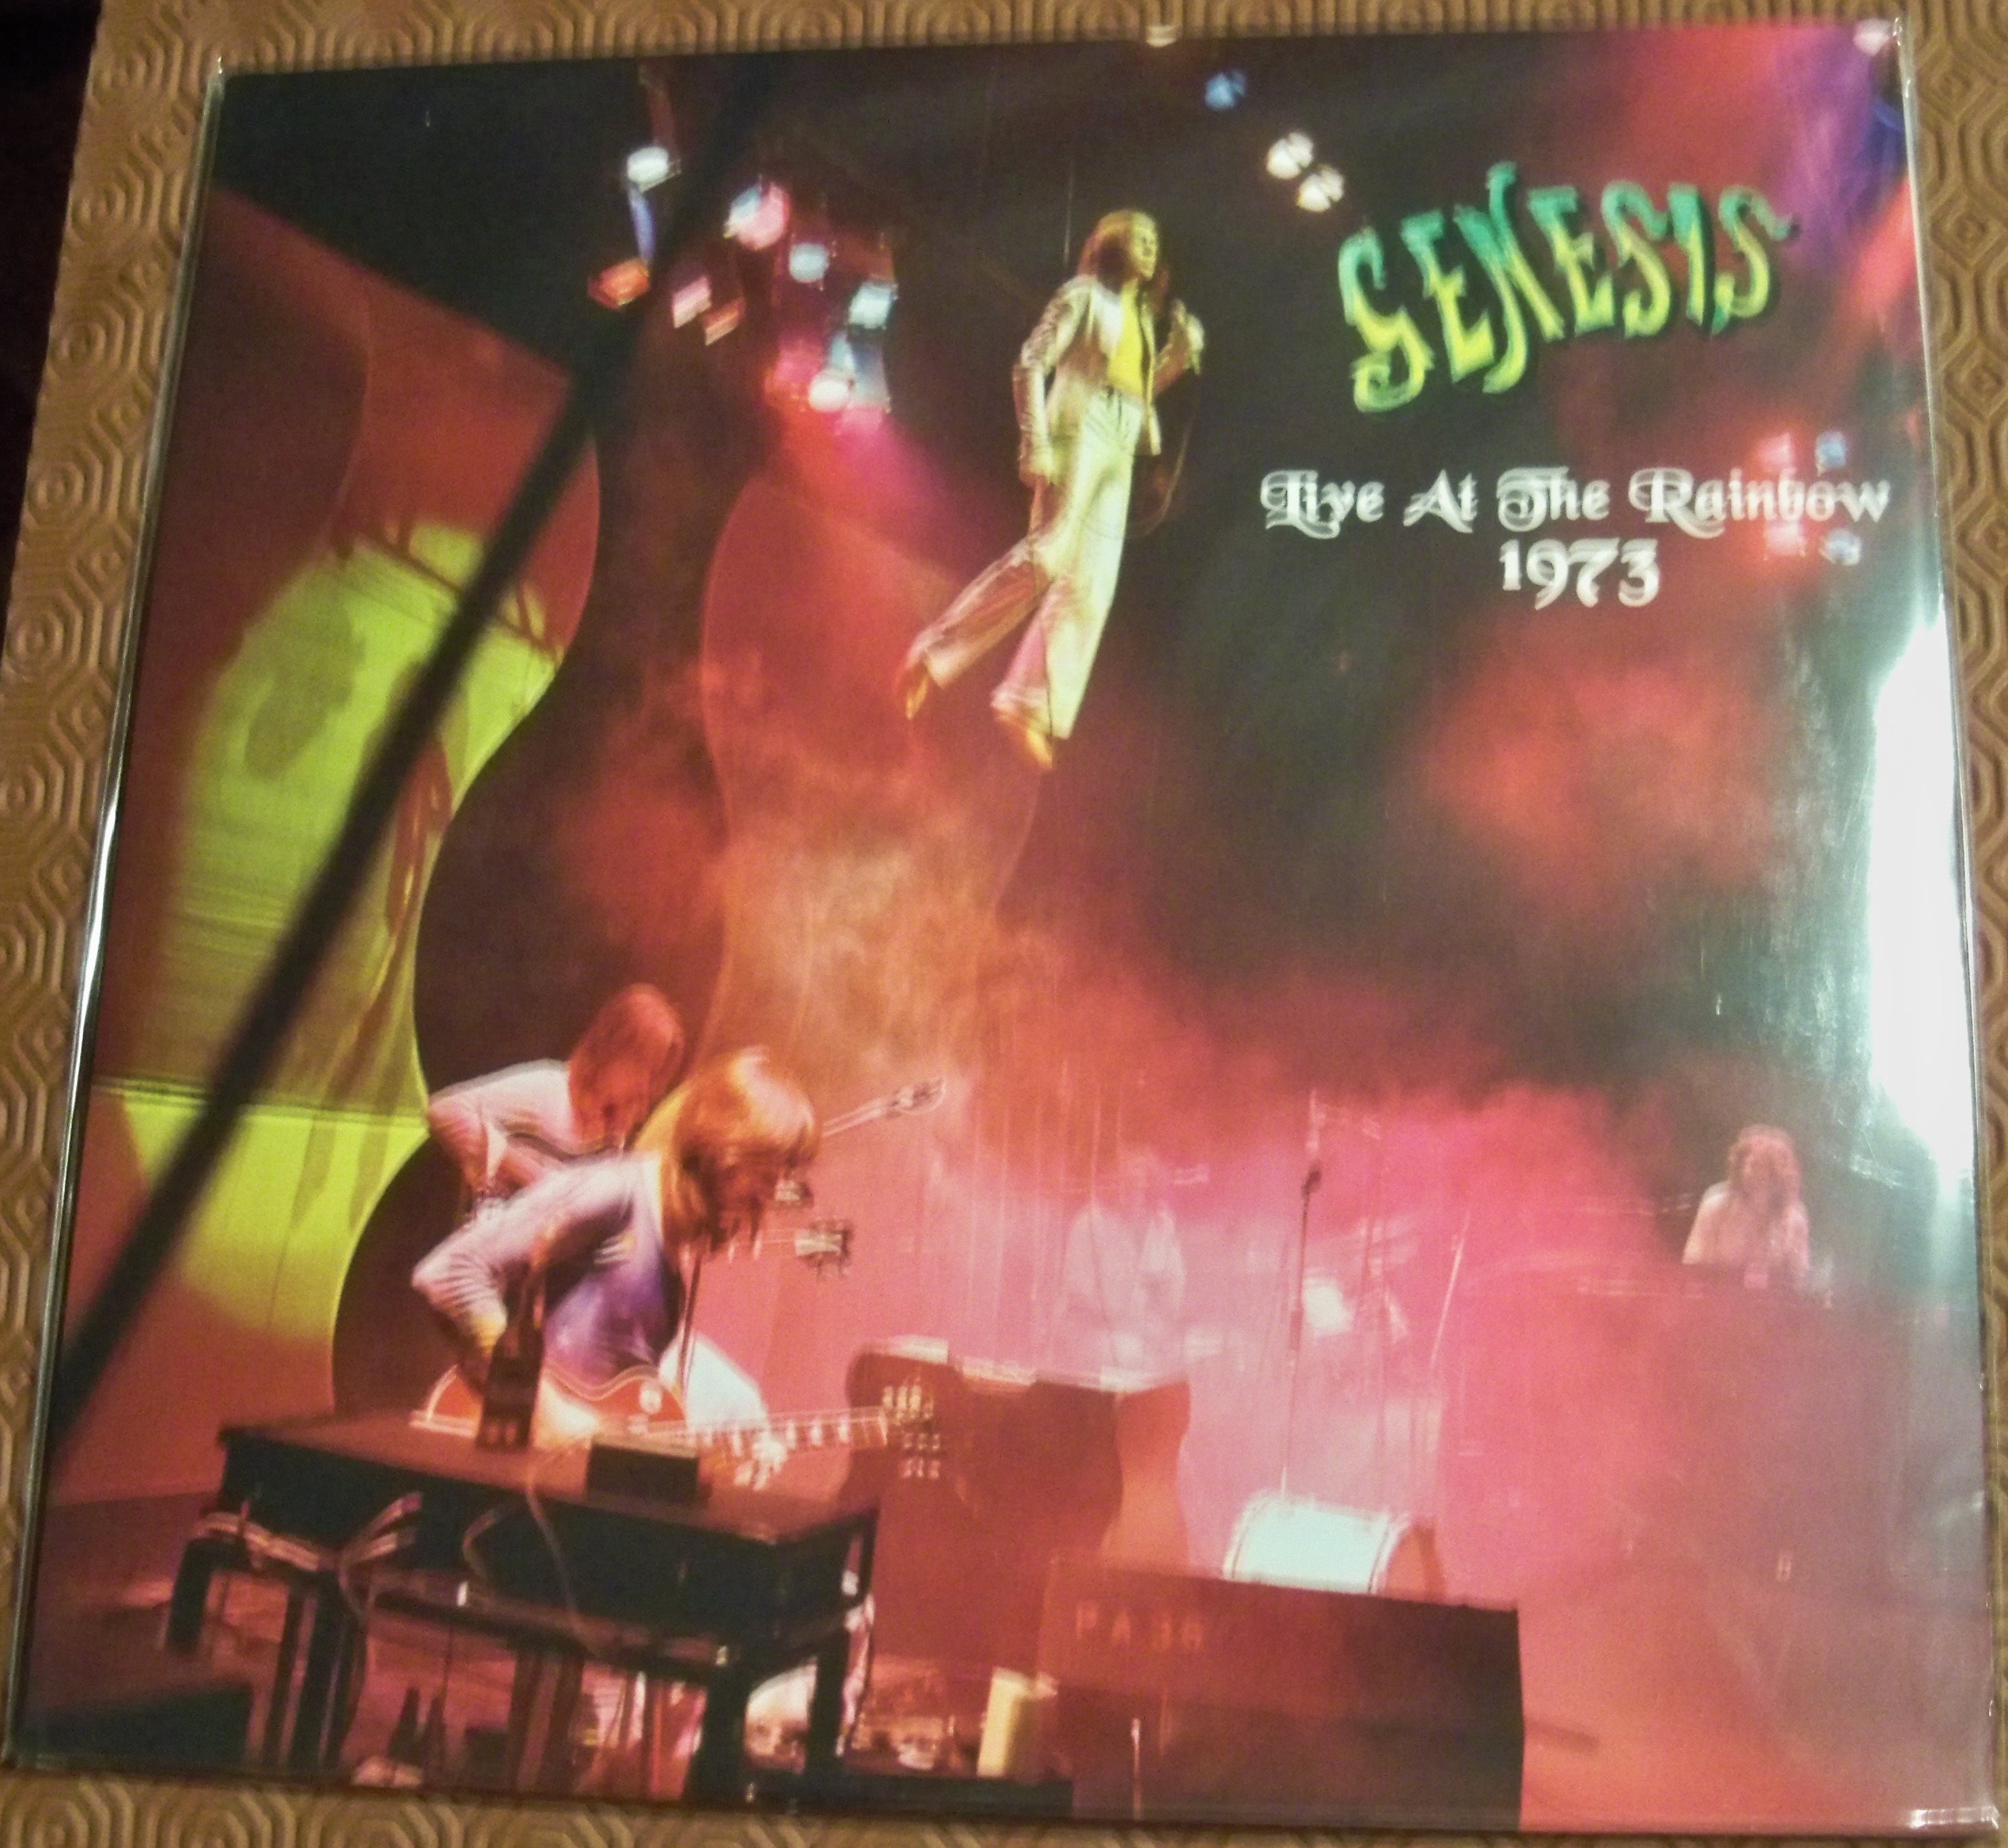 GENESIS
Live At The Rainbow
1973